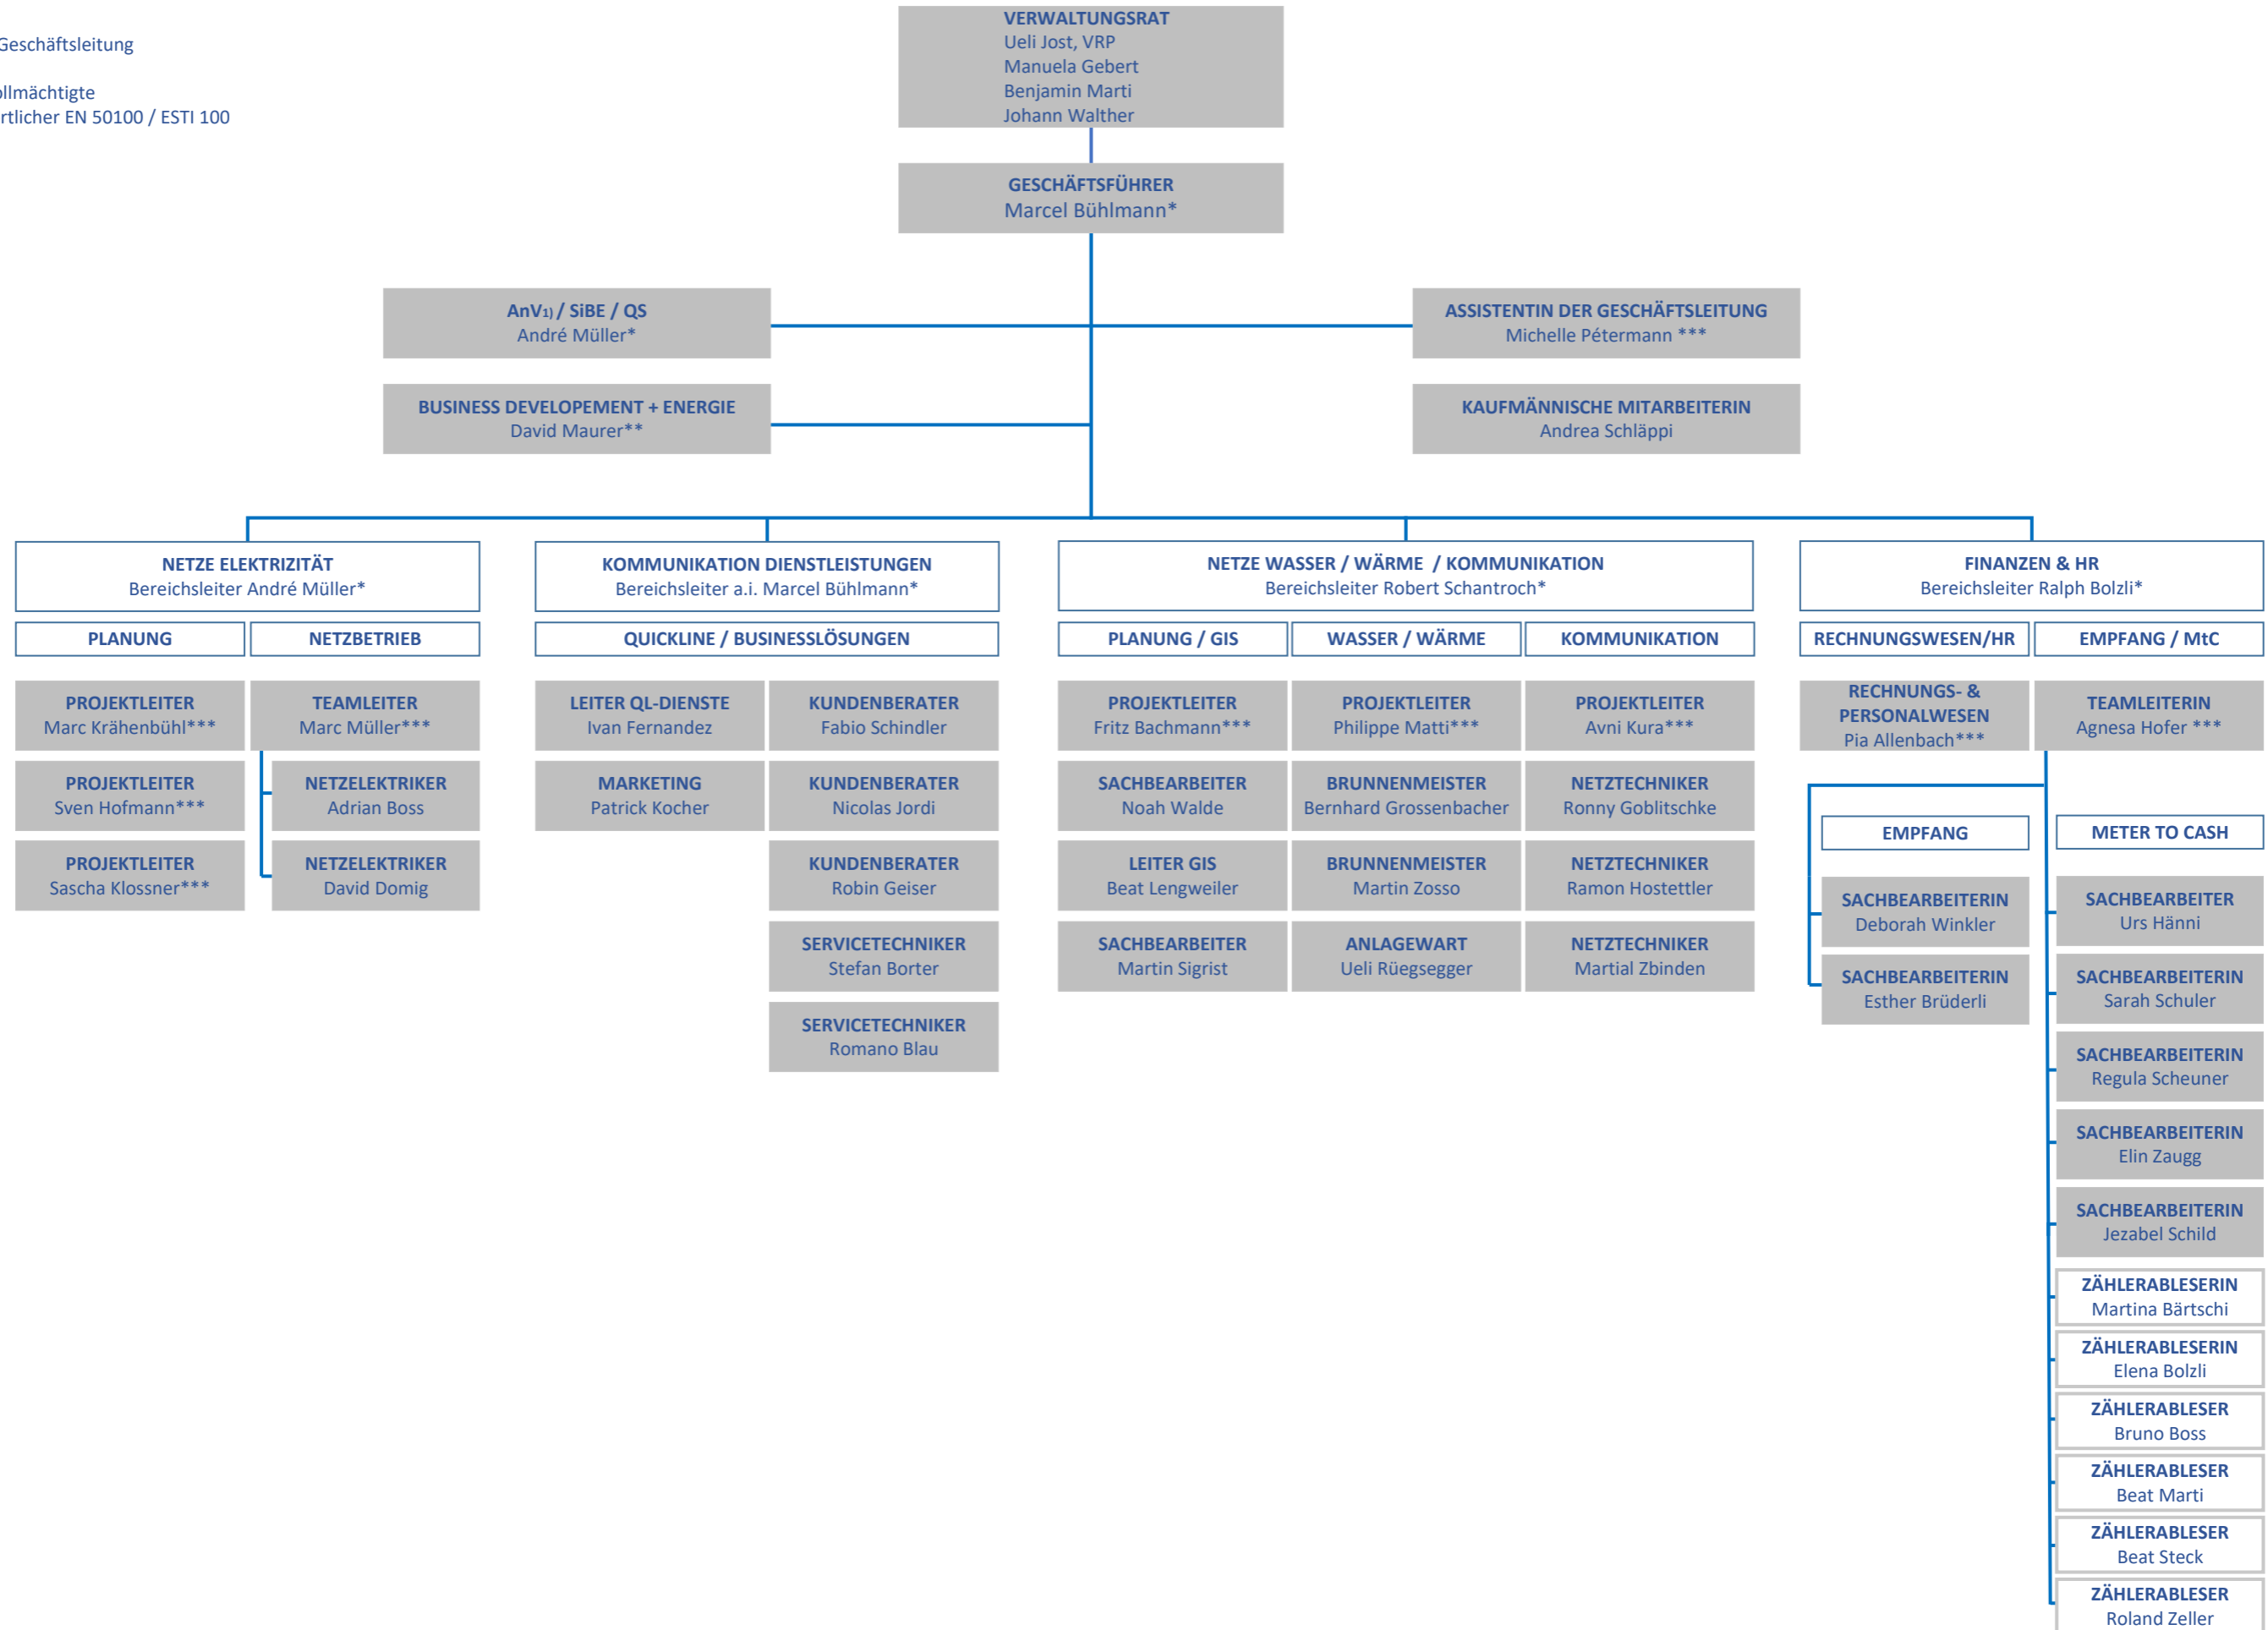 Geschäftsleitung
ollmächtigte
rtlicher EN 50100 / ESTI 100
VERWALTUNGSRAT
Ueli Jost, VRP
Manuela Gebert
Benjamin Marti
Johann Walther
GESCHÄFTSFÜHRER
Marcel Bühlmann*
AnV1) / SiBE / QS
André Müller*
ASSISTENTIN DER GESCHÄFTSLEITUNG
Michelle Pétermann ***
BUSINESS DEVELOPEMENT + ENERGIE
David Maurer**
KAUFMÄNNISCHE MITARBEITERIN
Andrea Schläppi
NETZE ELEKTRIZITÄT
Bereichsleiter André Müller*
PLANUNG
NETZBETRIEB
PROJEKTLEITER
Marc Krähenbühl***
PROJEKTLEITER
Sven Hofmann***
PROJEKTLEITER
Sascha Klossner***
TEAMLEITER
Marc Müller***
NETZELEKTRIKER
Adrian Boss
NETZELEKTRIKER
David Domig
KOMMUNIKATION DIENSTLEISTUNGEN
Bereichsleiter a.i. Marcel Bühlmann*
QUICKLINE / BUSINESSLÖSUNGEN
LEITER QL-DIENSTE
Ivan Fernandez
MARKETING
Patrick Kocher
KUNDENBERATER
Fabio Schindler
KUNDENBERATER
Nicolas Jordi
KUNDENBERATER
Robin Geiser
SERVICETECHNIKER
Stefan Borter
SERVICETECHNIKER
Romano Blau
NETZE WASSER / WÄRME / KOMMUNIKATION
Bereichsleiter Robert Schantroch*
PLANUNG / GIS
WASSER / WÄRME
KOMMUNIKATION
PROJEKTLEITER
Fritz Bachmann***
SACHBEARBEITER
Noah Walde
LEITER GIS
Beat Lengweiler
SACHBEARBEITER
Martin Sigrist
PROJEKTLEITER
Philippe Matti***
BRUNNENMEISTER
Bernhard Grossenbacher
BRUNNENMEISTER
Martin Zosso
ANLAGEWART
Ueli Rüegsegger
PROJEKTLEITER
Avni Kura***
NETZTECHNIKER
Ronny Goblitschke
NETZTECHNIKER
Ramon Hostettler
NETZTECHNIKER
Martial Zbinden
FINANZEN & HR
Bereichsleiter Ralph Bolzli*
RECHNUNGSWESEN/HR
EMPFANG / MtC
RECHNUNGS- &
PERSONALWESEN
Pia Allenbach***
TEAMLEITERIN
Agnesa Hofer ***
EMPFANG
SACHBEARBEITERIN
Deborah Winkler
SACHBEARBEITERIN
Esther Brüderli
METER TO CASH
SACHBEARBEITER
Urs Hänni
SACHBEARBEITERIN
Sarah Schuler
SACHBEARBEITERIN
Regula Scheuner
SACHBEARBEITERIN
Elin Zaugg
SACHBEARBEITERIN
Jezabel Schild
ZÄHLERABLESERIN
Martina Bärtschi
ZÄHLERABLESERIN
Elena Bolzli
ZÄHLERABLESER
Bruno Boss
ZÄHLERABLESER
Beat Marti
ZÄHLERABLESER
Beat Steck
ZÄHLERABLESER
Roland Zeller